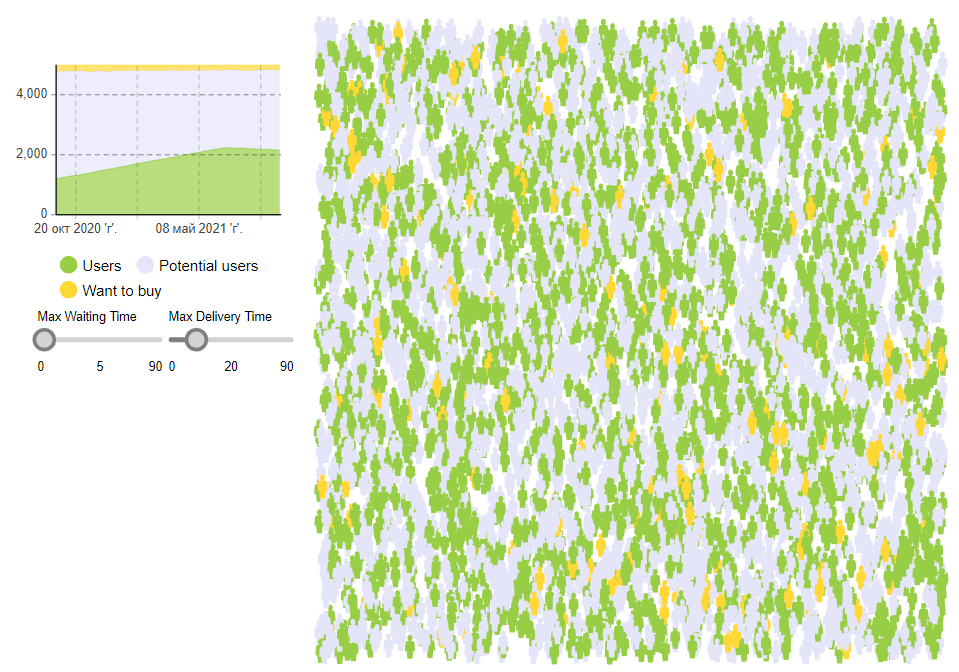 4,000
2,000
0
20 окт 2020 'г'.
08 май 2021 'г'.
Users
Potential users
Want to buy
Max Waiting Time
Max Delivery Time
0
5
90
0
20
90